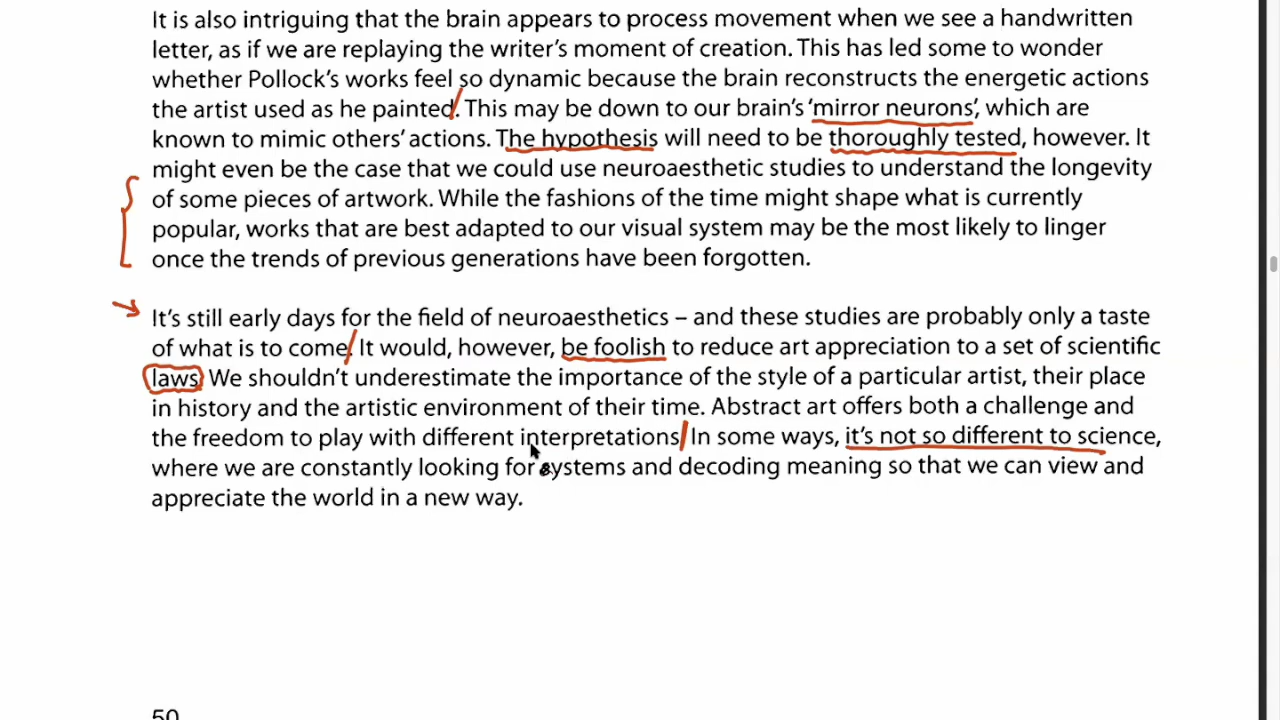 It is also intriguing that the brain appears to process movement when we see a handwritten
letter, as if we are replaying the writer's moment of creation. This has led some to wonder
whether Pollock's works feel so dynamic because the brain reconstructs the energetic actions
the artist used as he painted. This may be down to our brain's 'mirror neurons', which are
known to mimic others' actions. The hypothesis will need to be thoroughly tested, however. It
might even be the case that we could use neuroaesthetic studies to understand the longevity
of some pieces of artwork. While the fashions of the time might shape what is currently
popular, works that are best adapted to our visual system may be the most likely to linger
once the trends of previous generations have been forgotten.
It's still early days for the field of neuroaesthetics – and these studies are probably only a taste
of what is to come. It would, however, be foolish to reduce art appreciation to a set of scientific
laws. We shouldn't underestimate the importance of the style of a particular artist, their place
in history and the artistic environment of their time. Abstract art offers both a challenge and
the freedom to play with different interpretations. In some ways, it's not so different to science,
where we are constantly looking for systems and decoding meaning so that we can view and
appreciate the world in a new way.
50